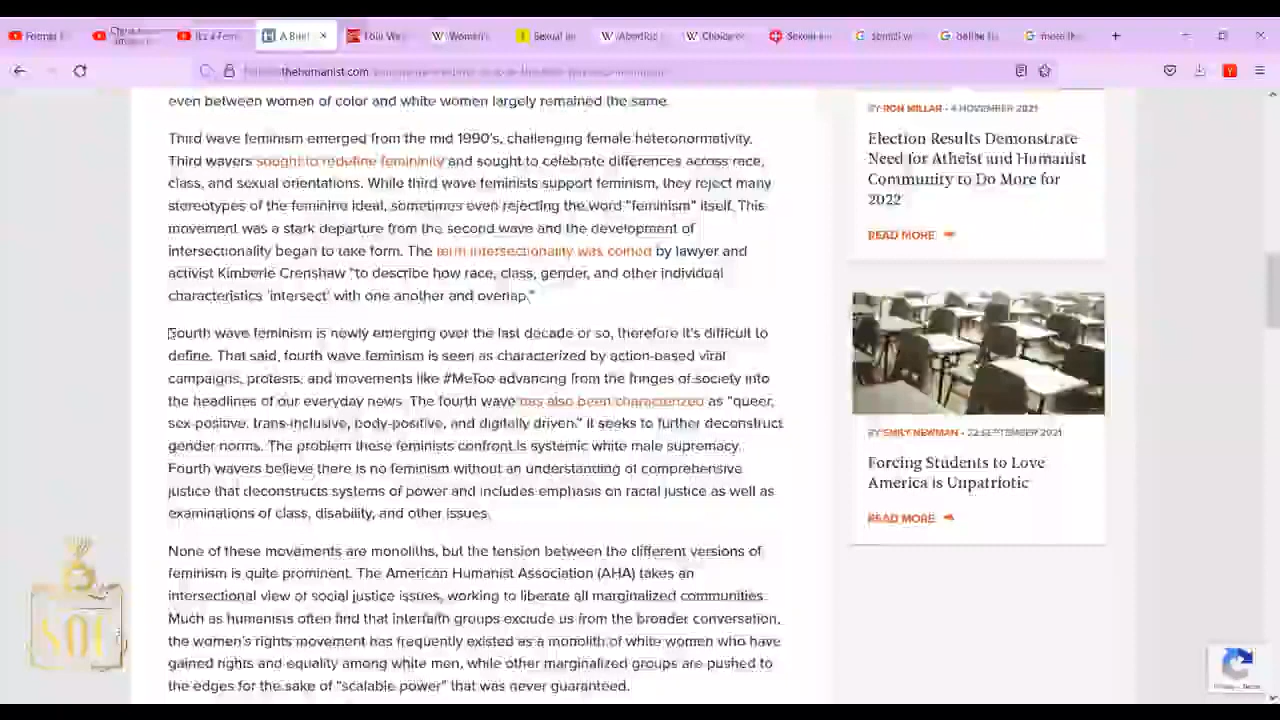 A Brief
Women's
Sexual
thehumanist.com
even between women of color and white women largely remained the same.
Third wave feminism emerged from the mid 1990's, challenging female heteronormativity.
Third wavers sought to redefine femininity and sought to celebrate differences across race,
class, and sexual orientations. While third wave feminists support feminism, they reject many
stereotypes of the feminine ideal, sometimes even rejecting the word "feminism" itself. This
movement was a stark departure from the second wave and the development of
intersectionality began to take form. The term intersectionality was coined by lawyer and
activist Kimberle Crenshaw "to describe how race, class, gender, and other individual
characteristics 'intersect' with one another and overlap."
Fourth wave feminism is newly emerging over the last decade or so, therefore it's difficult to
define. That said, fourth wave feminism is seen as characterized by action-based viral
campaigns, protests, and movements like #MeToo advancing from the fringes of society into
the headlines of our everyday news. The fourth wave has also been characterized as "queer,
sex-positive, trans-inclusive, body-positive, and digitally driven." It seeks to further deconstruct
gender norms. The problem these feminists confront is systemic white male supremacy.
Fourth wavers believe there is no feminism without an understanding of comprehensive
justice that deconstructs systems of power and includes emphasis on racial justice as well as
examinations of class, disability, and other issues.
None of these movements are monoliths, but the tension between the different versions of
feminism is quite prominent. The American Humanist Association (AHA) takes an
intersectional view of social justice issues, working to liberate all marginalized communities.
Much as humanists often find that interfaith groups exclude us from the broader conversation,
the women's rights movement has frequently existed as a monolith of white women who have
gained rights and equality among white men, while other marginalized groups are pushed to
the edges for the sake of "scalable power" that was never guaranteed.
BY RON MILLAR • 4 NOVEMBER 2021
Election Results Demonstrate
Need for Atheist and Humanist
Community to Do More for
2022
READ MORE
BY EMILY NEWMAN • 22 SEPTEMBER 2021
Forcing Students to Love
America is Unpatriotic
READ MORE
Privacy - Terms